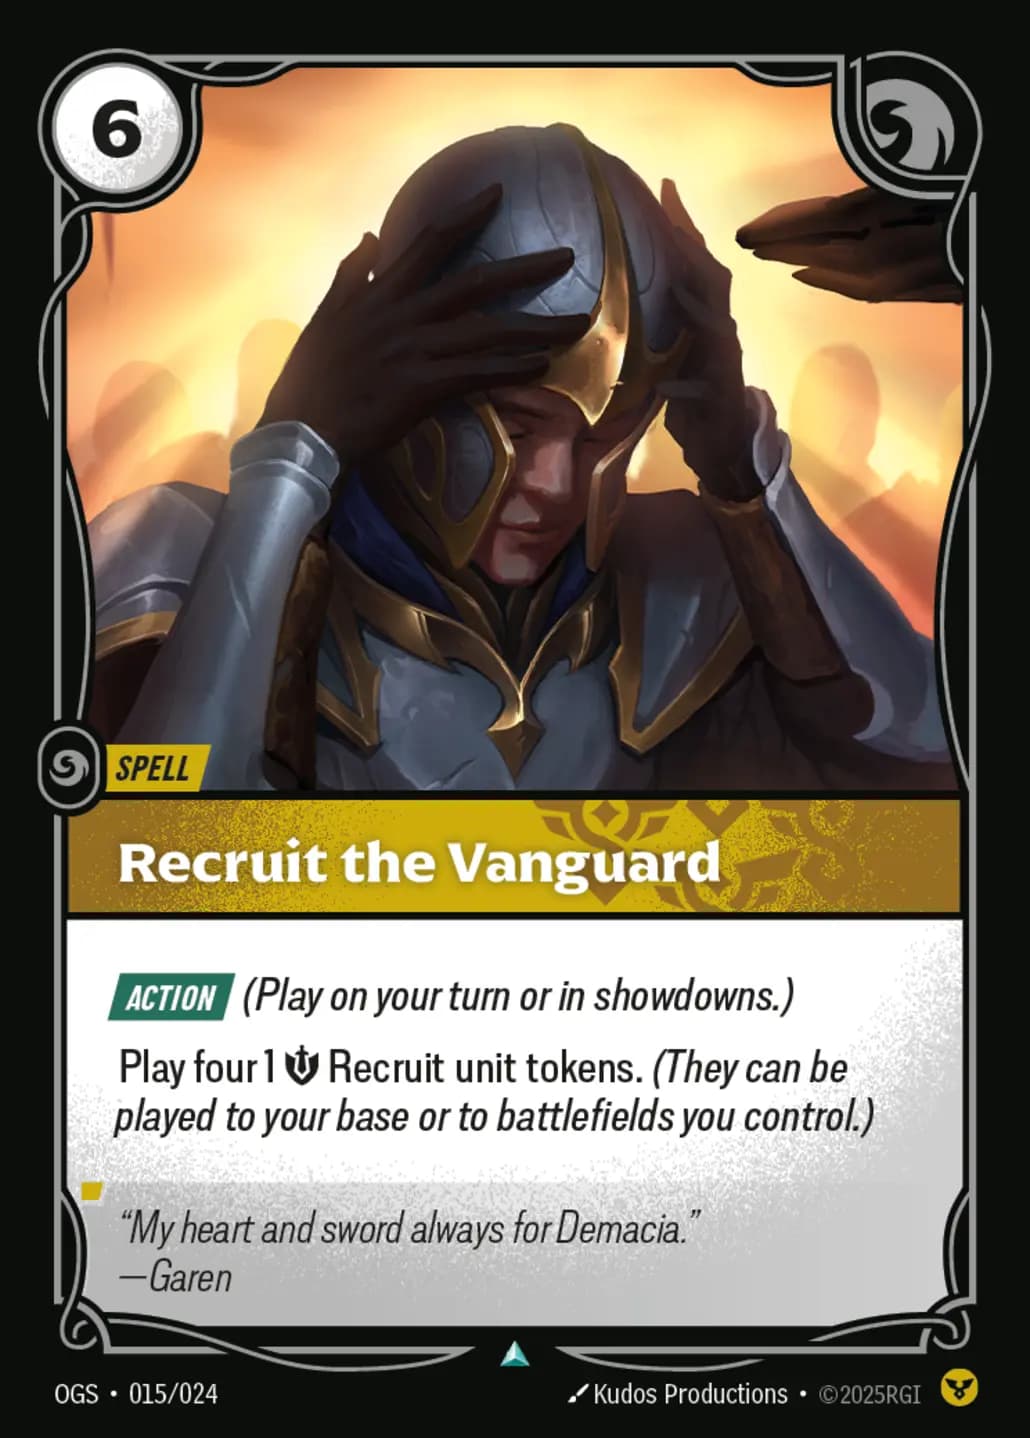 6
SPELL
Recruit the Vanguard
ACTION (Play on your turn or in showdowns.)
Play four 1 Recruit unit tokens. (They can be
played to your base or to battlefields you control.)
“My heart and sword always for Demacia.”
—Garen
OGS • 015/024
Kudos Productions • ©2025RGI